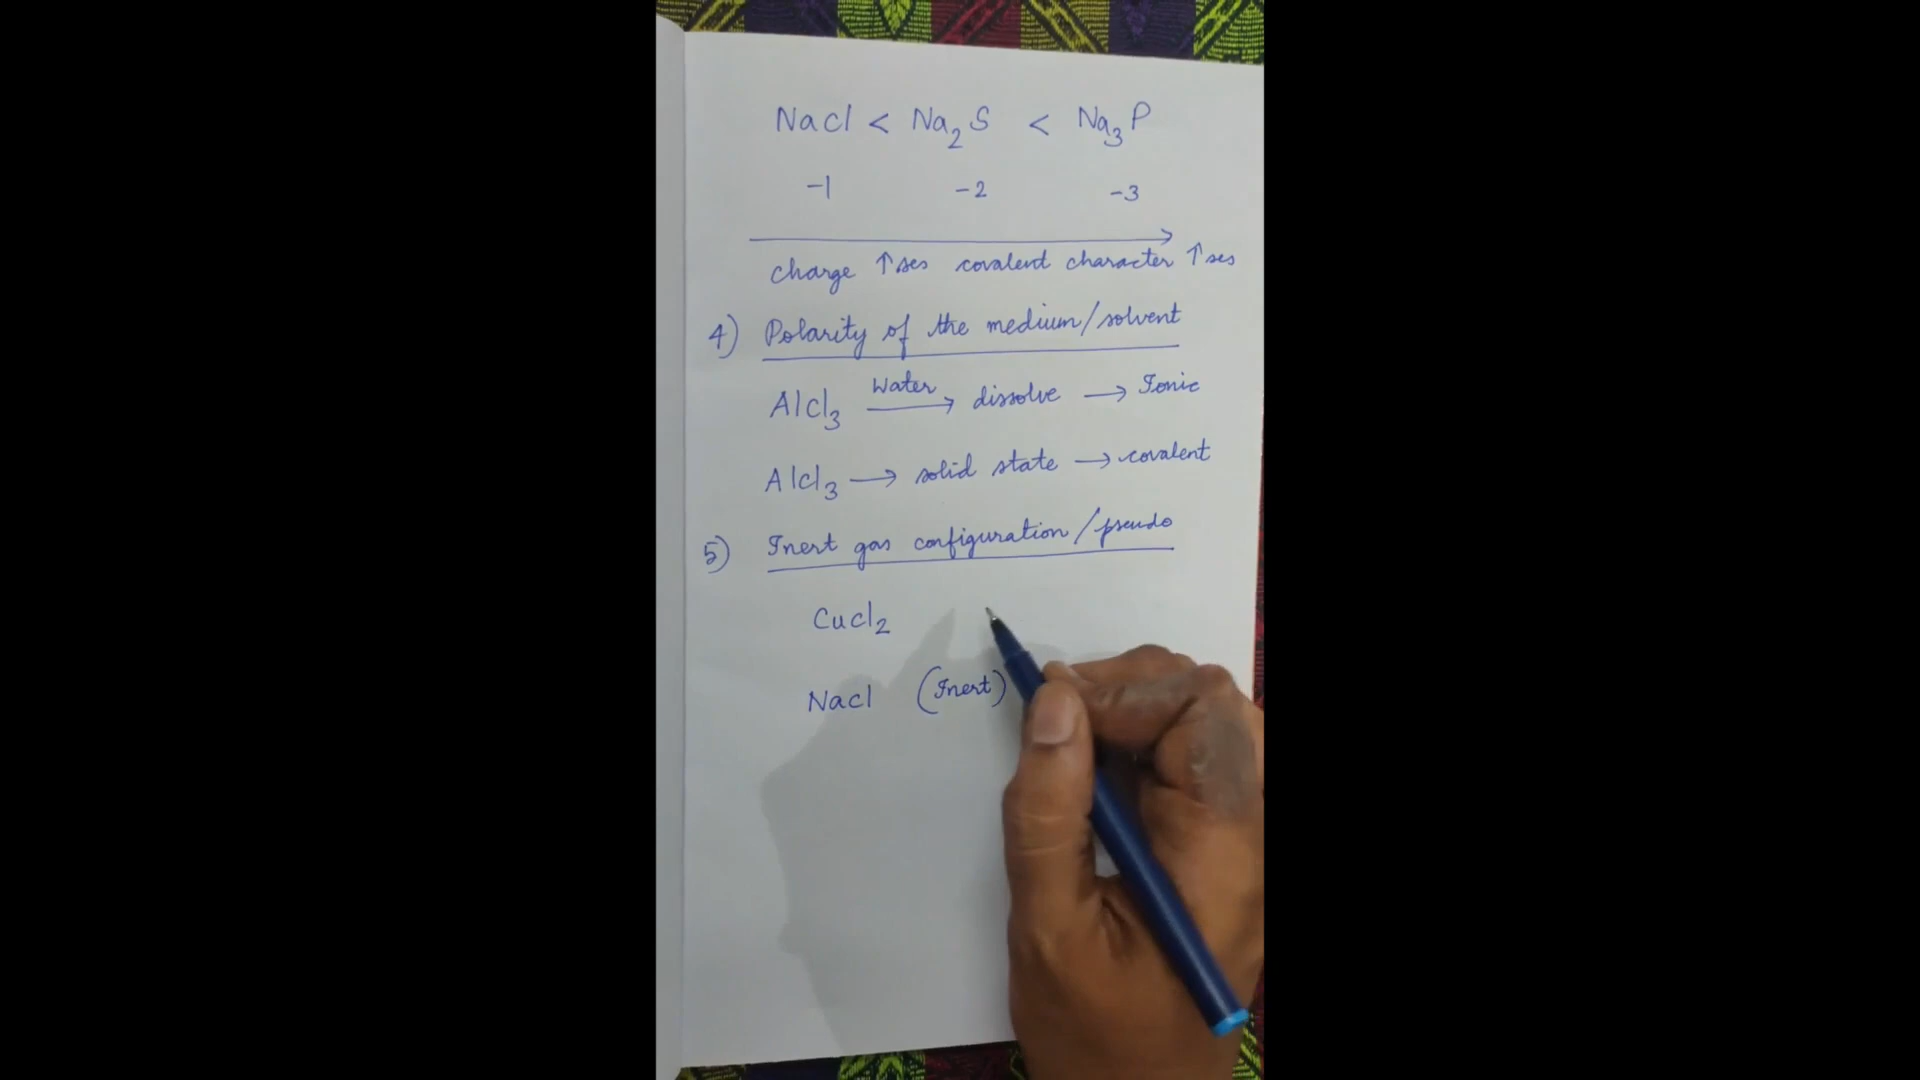 Nacl < Na₂S < Na₃P
-1 -2 -3
charge ↑ses covalent character ↑ses
4) Polarity of the medium/solvent
AlCl₃ Water → dissolve → Ionic
AlCl₃ → solid state → covalent
5) Inert gas configuration/pseudo
Cucl₂
Nacl (Inert)